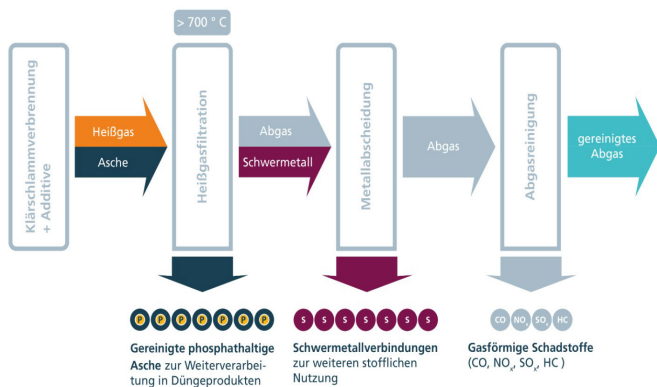 > 700 ° C
Klärschlammverbrennung
+ Additive
Heißgas
Asche
Heißgasfiltration
Abgas
Schwermetall
Metallabscheidung
Abgas
Abgasreinigung
gereinigtes
Abgas
P P P P P P P
Gereinigte phosphathaltige
Asche zur Weiterverarbei-
tung in Düngeprodukten
S S S S S S S
Schwermetallverbindungen
zur weiteren stofflichen
Nutzung
CO NOₓ SOₓ HC
Gasförmige Schadstoffe
(CO, NOₓ, SOₓ, HC )